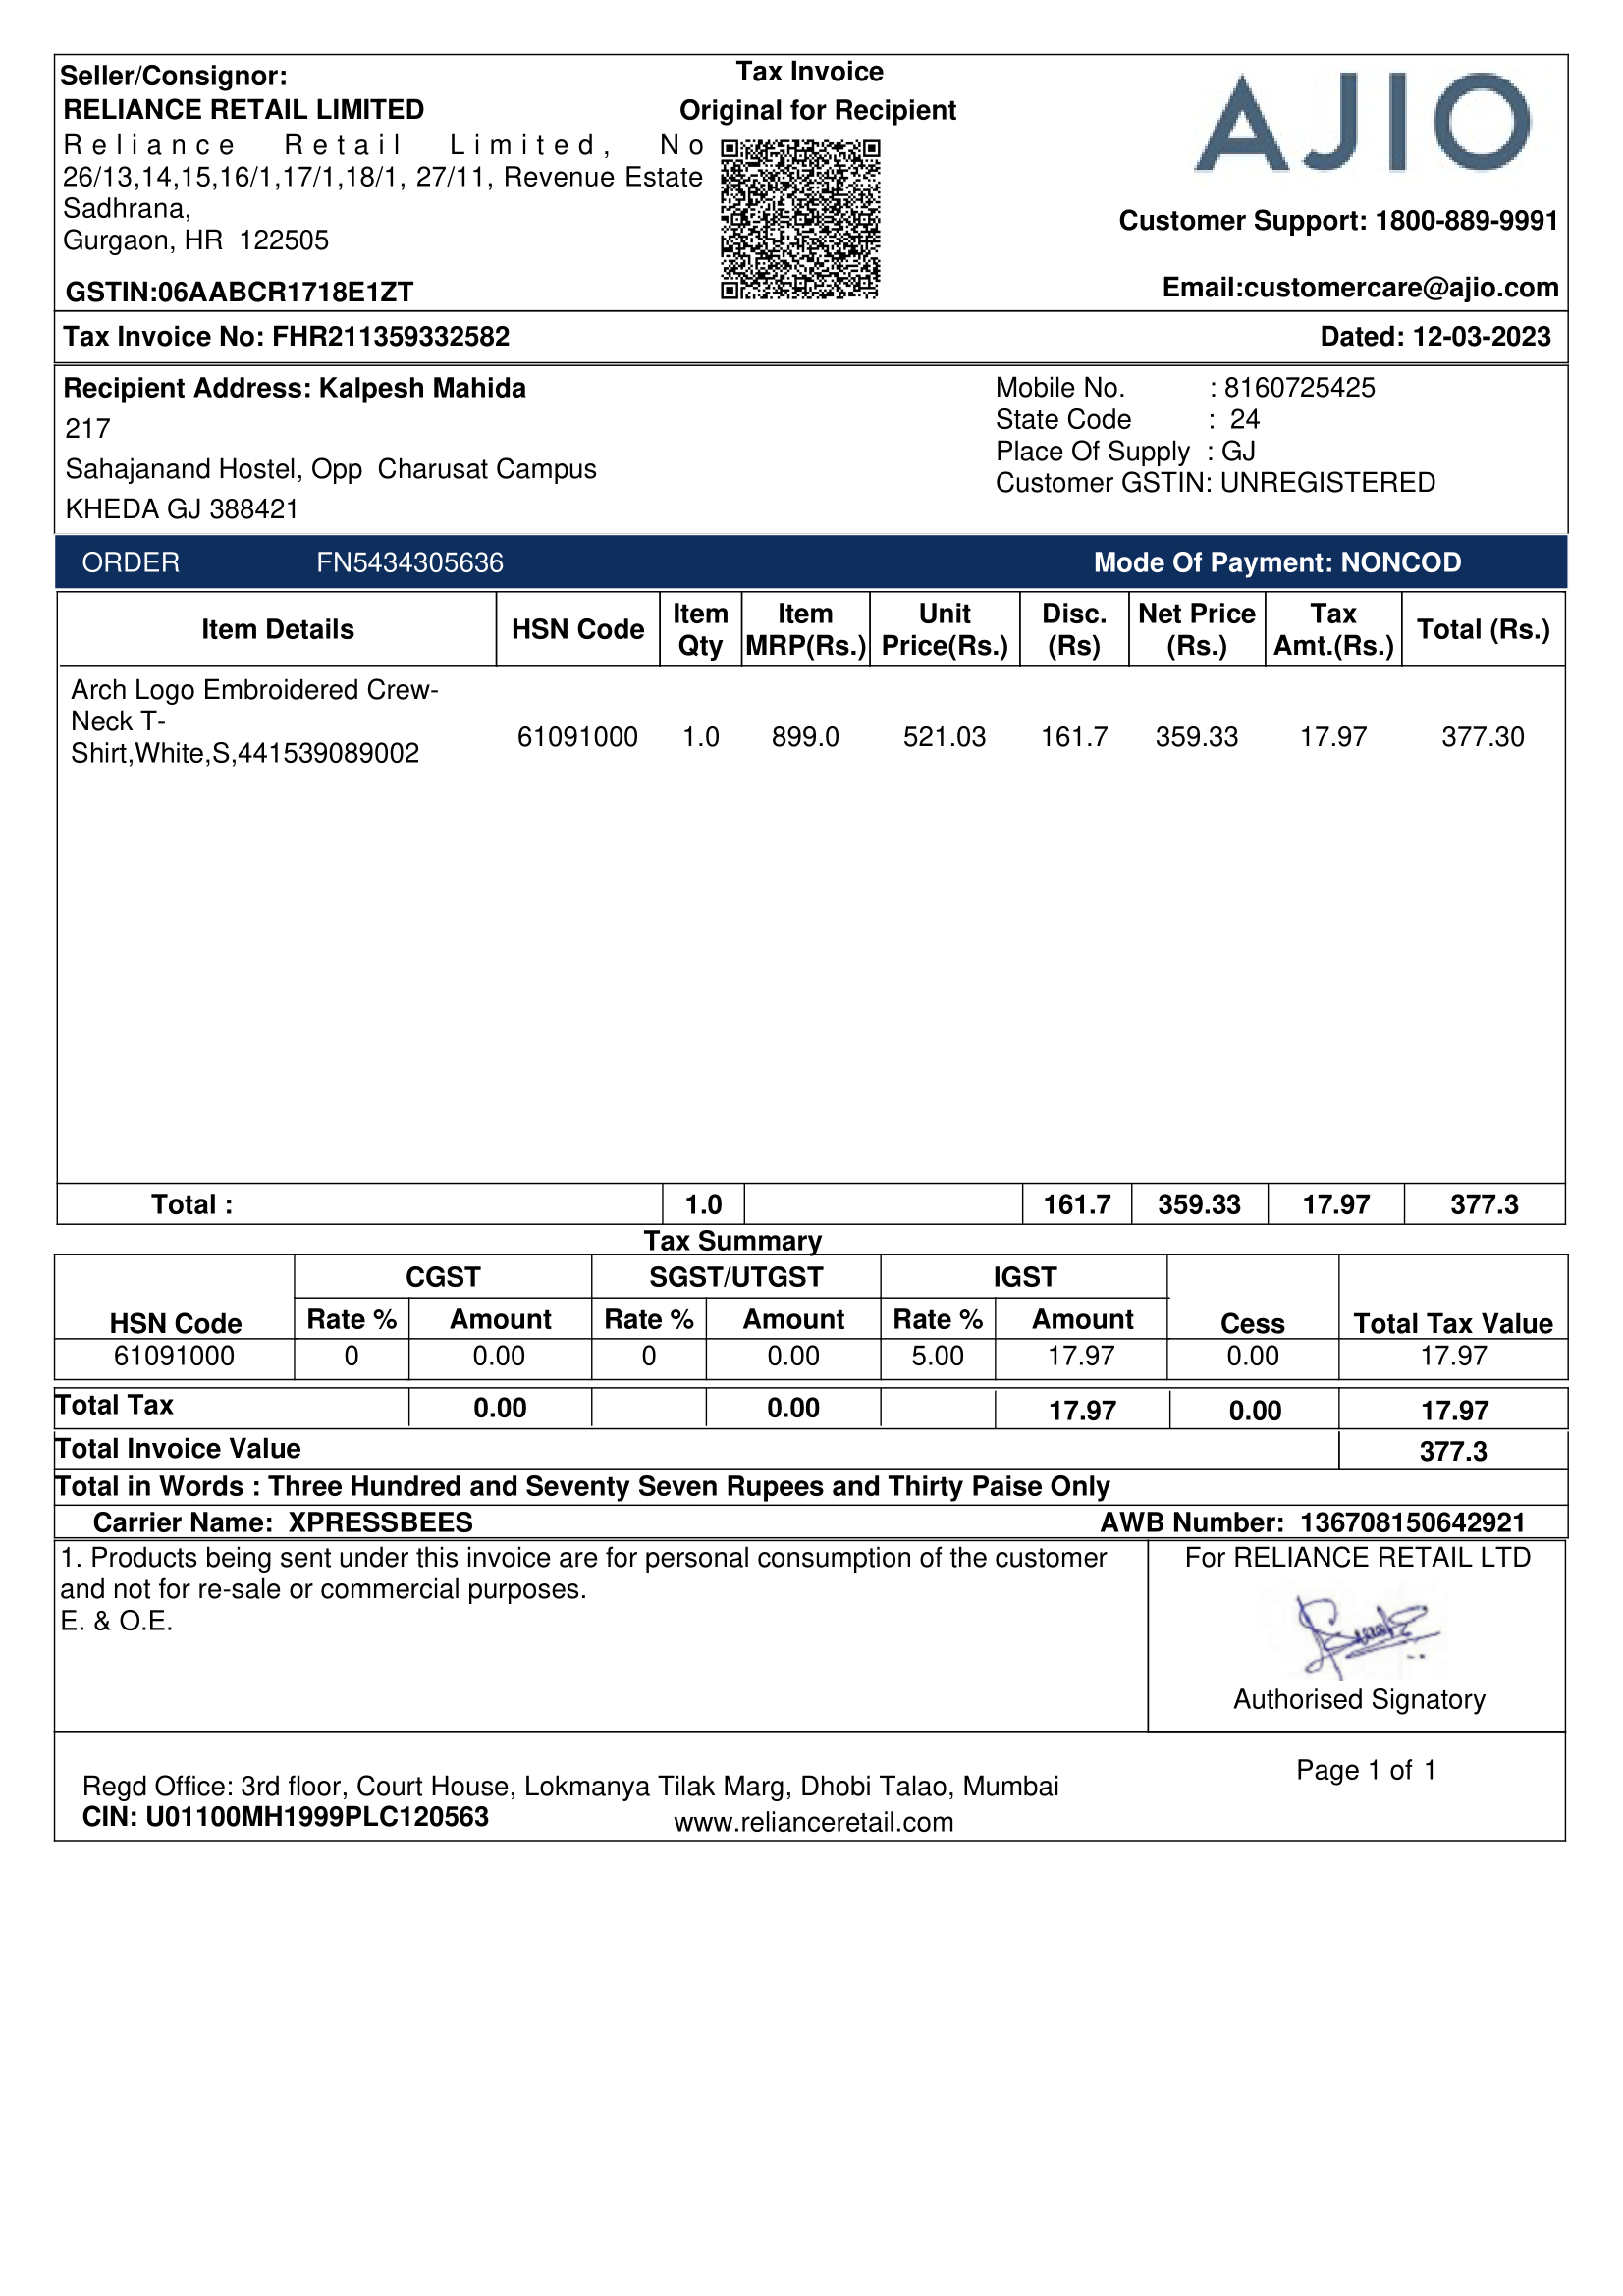 Seller/Consignor:
RELIANCE RETAIL LIMITED
Reliance Retail Limited, No
26/13,14,15,16/1,17/1,18/1, 27/11, Revenue Estate
Sadhrana,
Gurgaon, HR 122505
GSTIN:06AABCR1718E1ZT
Tax Invoice
Original for Recipient
AJIO
Customer Support: 1800-889-9991
Email:customercare@ajio.com
Tax Invoice No: FHR211359332582 Dated: 12-03-2023
Recipient Address: Kalpesh Mahida
217
Sahajanand Hostel, Opp Charusat Campus
KHEDA GJ 388421
Mobile No. : 8160725425
State Code : 24
Place Of Supply : GJ
Customer GSTIN: UNREGISTERED
ORDER FN5434305636 Mode Of Payment: NONCOD
Item Details HSN Code Item Qty Item MRP(Rs.) Unit Price(Rs.) Disc. (Rs) Net Price (Rs.) Tax Amt.(Rs.) Total (Rs.)
Arch Logo Embroidered Crew-
Neck T-
Shirt,White,S,441539089002
61091000 1.0 899.0 521.03 161.7 359.33 17.97 377.30
Total : 1.0 161.7 359.33 17.97 377.3
Tax Summary
CGST SGST/UTGST IGST
HSN Code Rate % Amount Rate % Amount Rate % Amount Cess Total Tax Value
61091000 0 0.00 0 0.00 5.00 17.97 0.00 17.97
Total Tax 0.00 0.00 17.97 0.00 17.97
Total Invoice Value 377.3
Total in Words : Three Hundred and Seventy Seven Rupees and Thirty Paise Only
Carrier Name: XPRESSBEES AWB Number: 136708150642921
1. Products being sent under this invoice are for personal consumption of the customer
and not for re-sale or commercial purposes.
E. & O.E.
For RELIANCE RETAIL LTD
Authorised Signatory
Page 1 of 1
Regd Office: 3rd floor, Court House, Lokmanya Tilak Marg, Dhobi Talao, Mumbai
CIN: U01100MH1999PLC120563 www.relianceretail.com